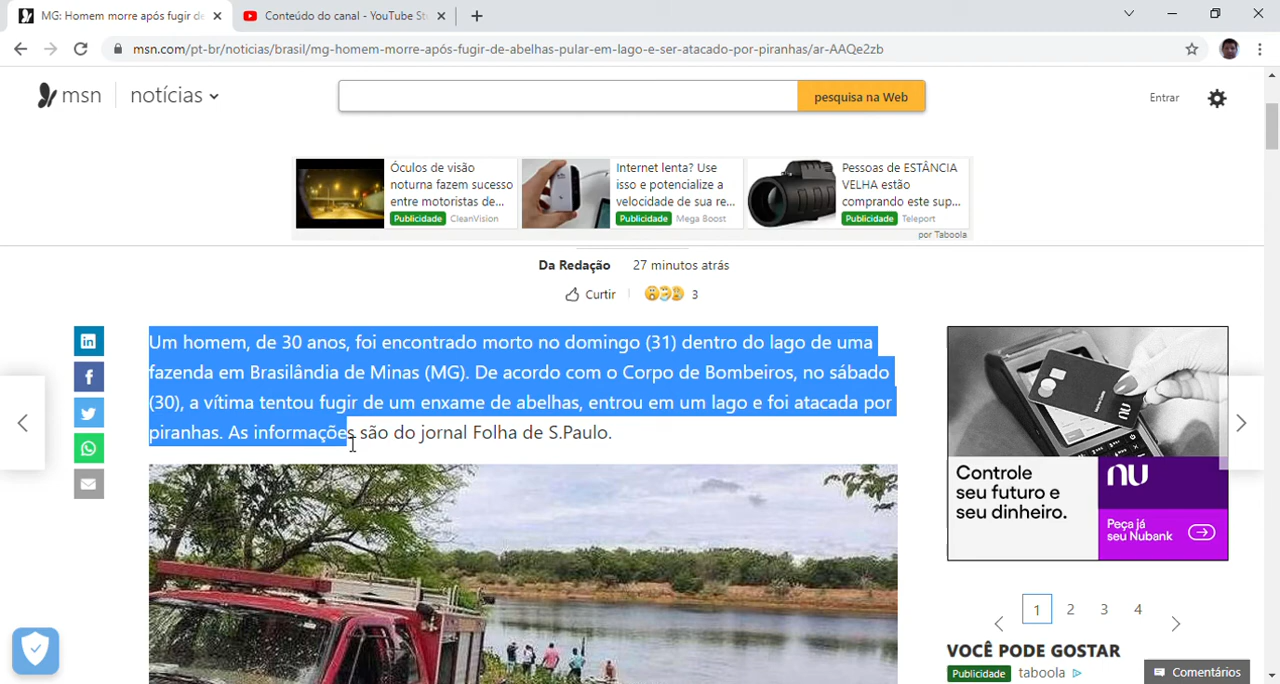 MG: Homem morre após fugir de
Conteúdo do canal - YouTube St
msn.com/pt-br/noticias/brasil/mg-homem-morre-após-fugir-de-abelhas-pular-em-lago-e-ser-atacado-por-piranhas/ar-AAQe2zb
msn
notícias
pesquisa na Web
Entrar
Óculos de visão
noturna fazem sucesso
entre motoristas de...
Publicidade CleanVision
Internet lenta? Use
isso e potencialize a
velocidade de sua re...
Publicidade Mega Boost
Pessoas de ESTÂNCIA
VELHA estão
comprando este sup...
Publicidade Teleport
por Taboola
Da Redação 27 minutos atrás
Curtir 3
Um homem, de 30 anos, foi encontrado morto no domingo (31) dentro do lago de uma
fazenda em Brasilândia de Minas (MG). De acordo com o Corpo de Bombeiros, no sábado
(30), a vítima tentou fugir de um enxame de abelhas, entrou em um lago e foi atacada por
piranhas. As informações são do jornal Folha de S.Paulo.
nu
Controle
seu futuro e
seu dinheiro.
nu
Peça já
seu Nubank
1 2 3 4
VOCÊ PODE GOSTAR
Publicidade taboola
Comentários